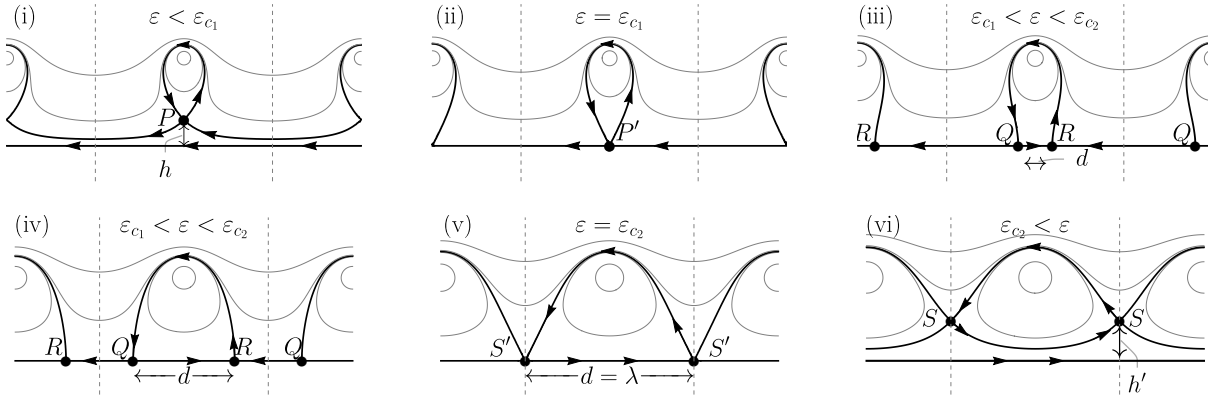 (i) ε < ε_{c_1}
P
h
(ii) ε = ε_{c_1}
P′
(iii) ε_{c_1} < ε < ε_{c_2}
R Q R Q
d
(iv) ε_{c_1} < ε < ε_{c_2}
R Q R Q
d
(v) ε = ε_{c_2}
S′ S′
d = λ
(vi) ε_{c_2} < ε
S S
h′